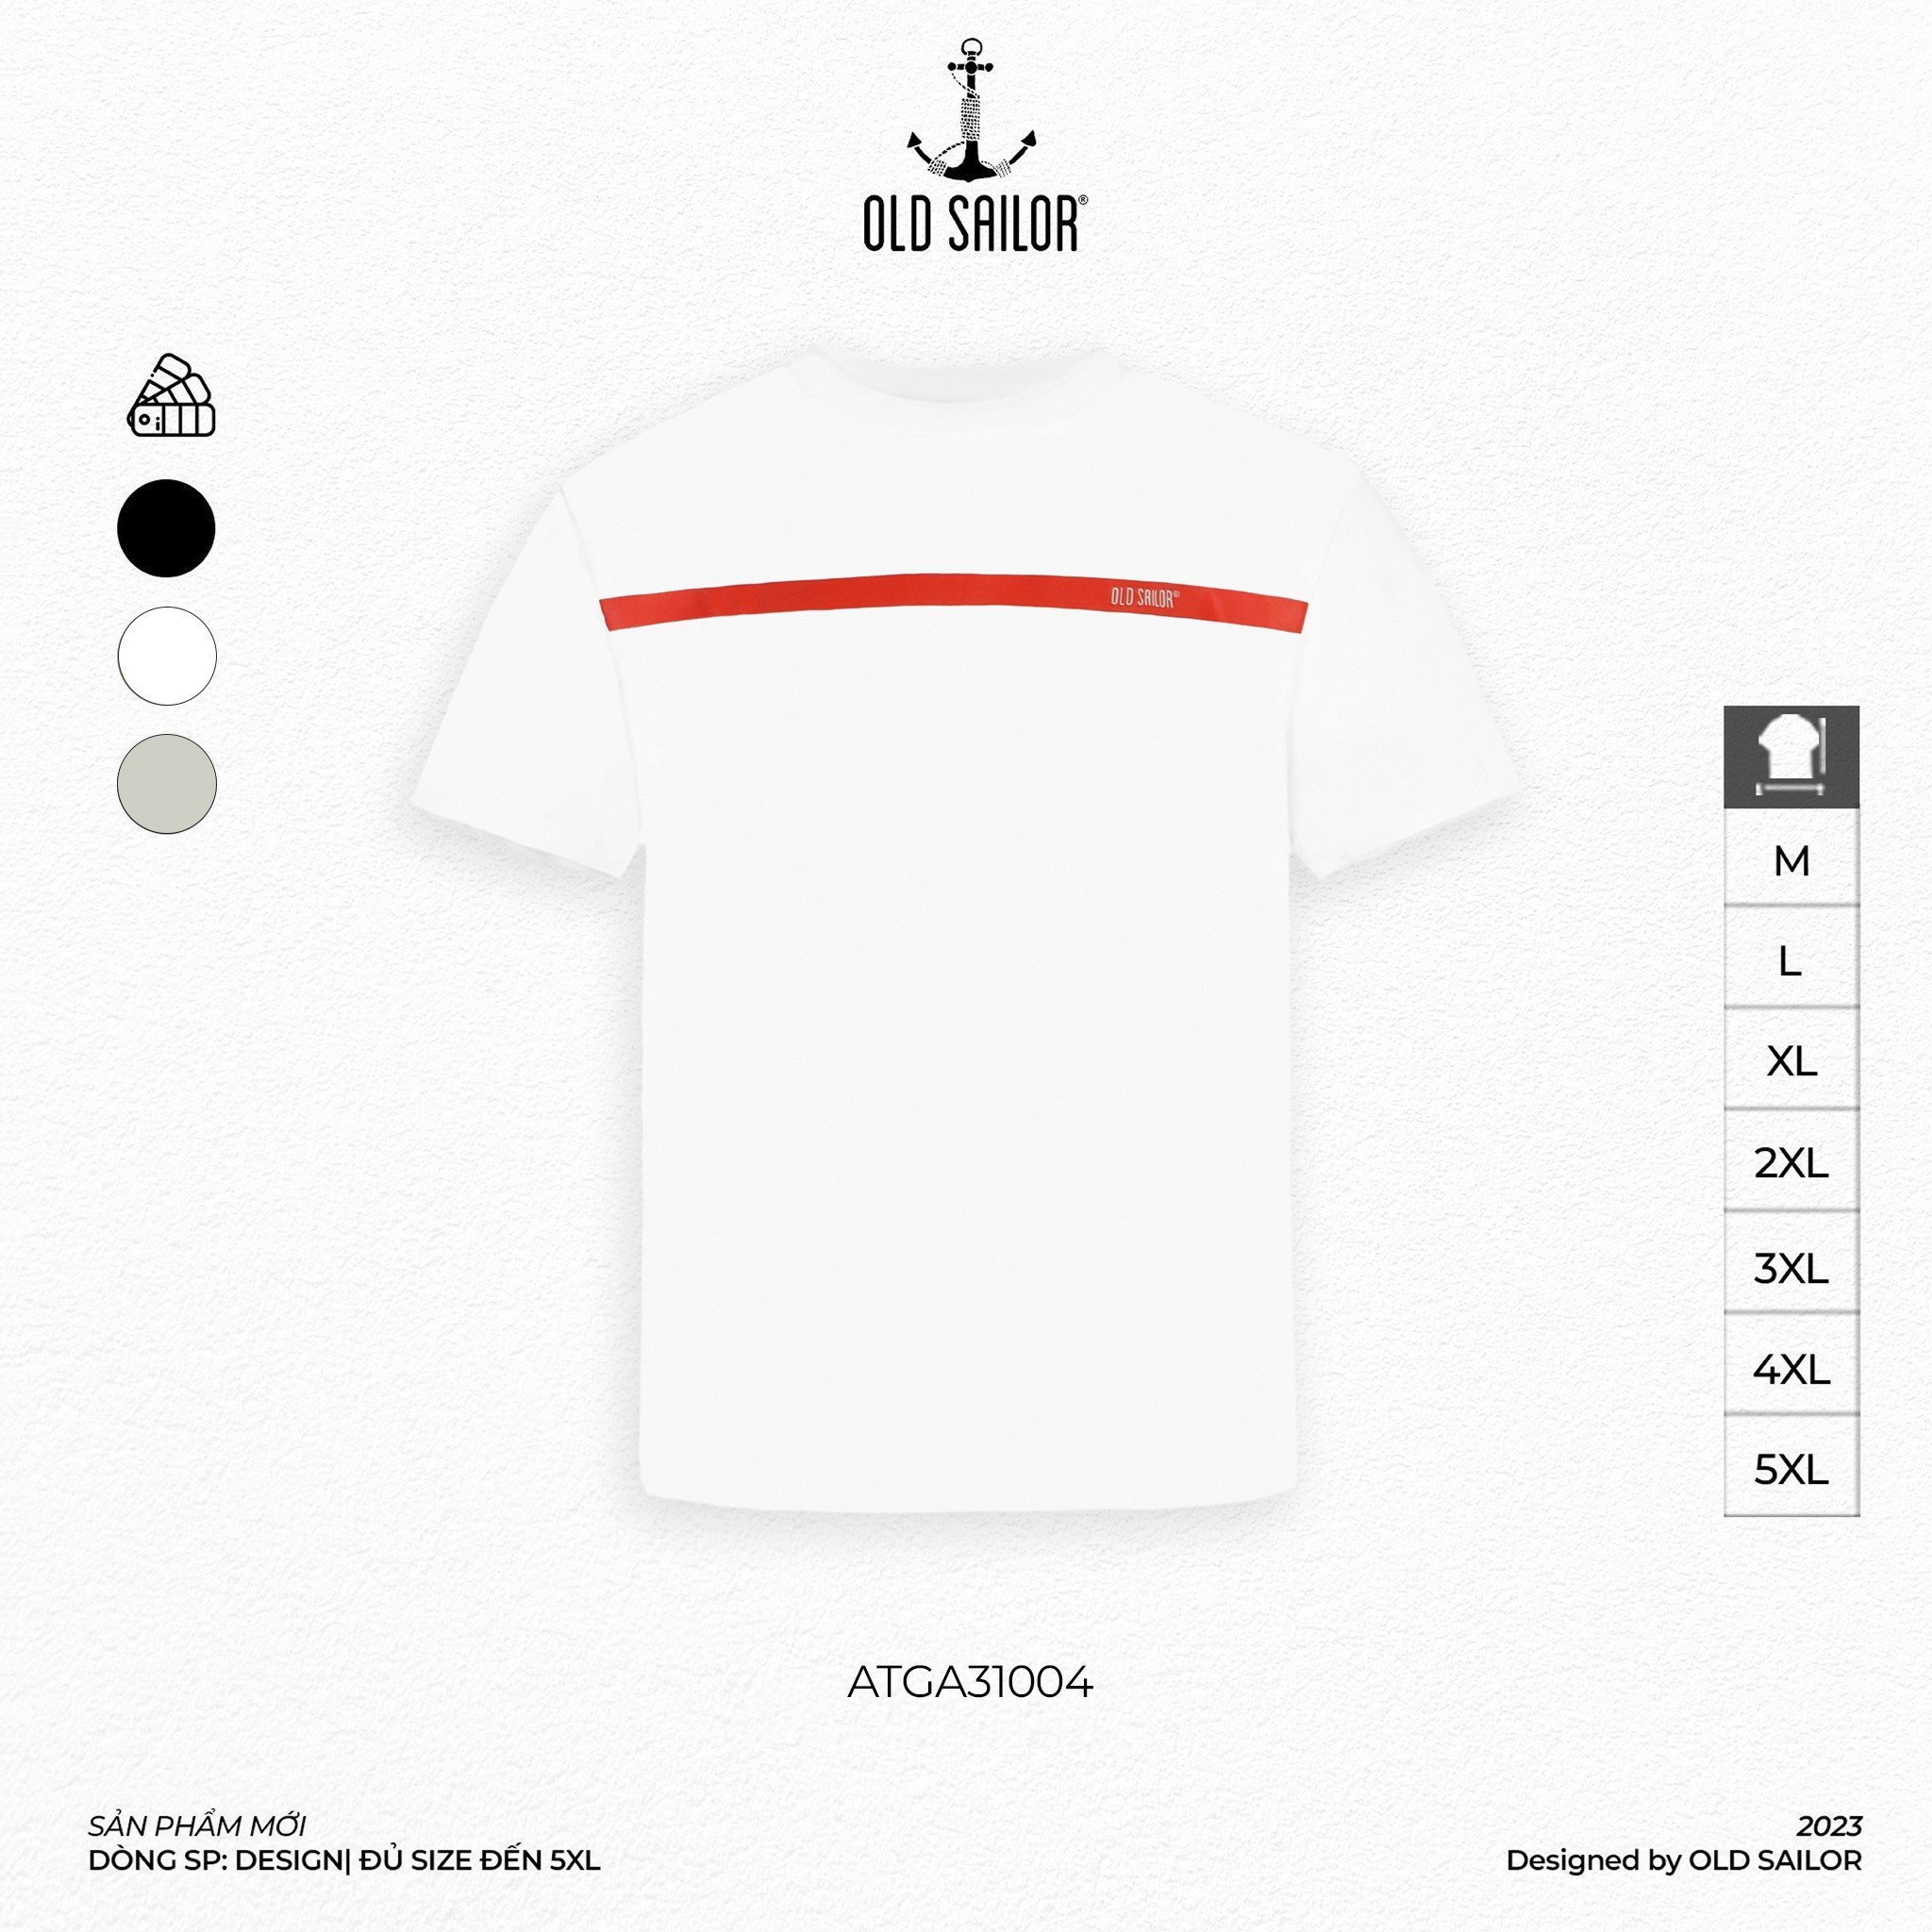 OLD SAILOR®
OLD SAILOR®
M
L
XL
2XL
3XL
4XL
5XL
ATGA31004
SẢN PHẨM MỚI
DÒNG SP: DESIGN| ĐỦ SIZE ĐẾN 5XL
2023
Designed by OLD SAILOR